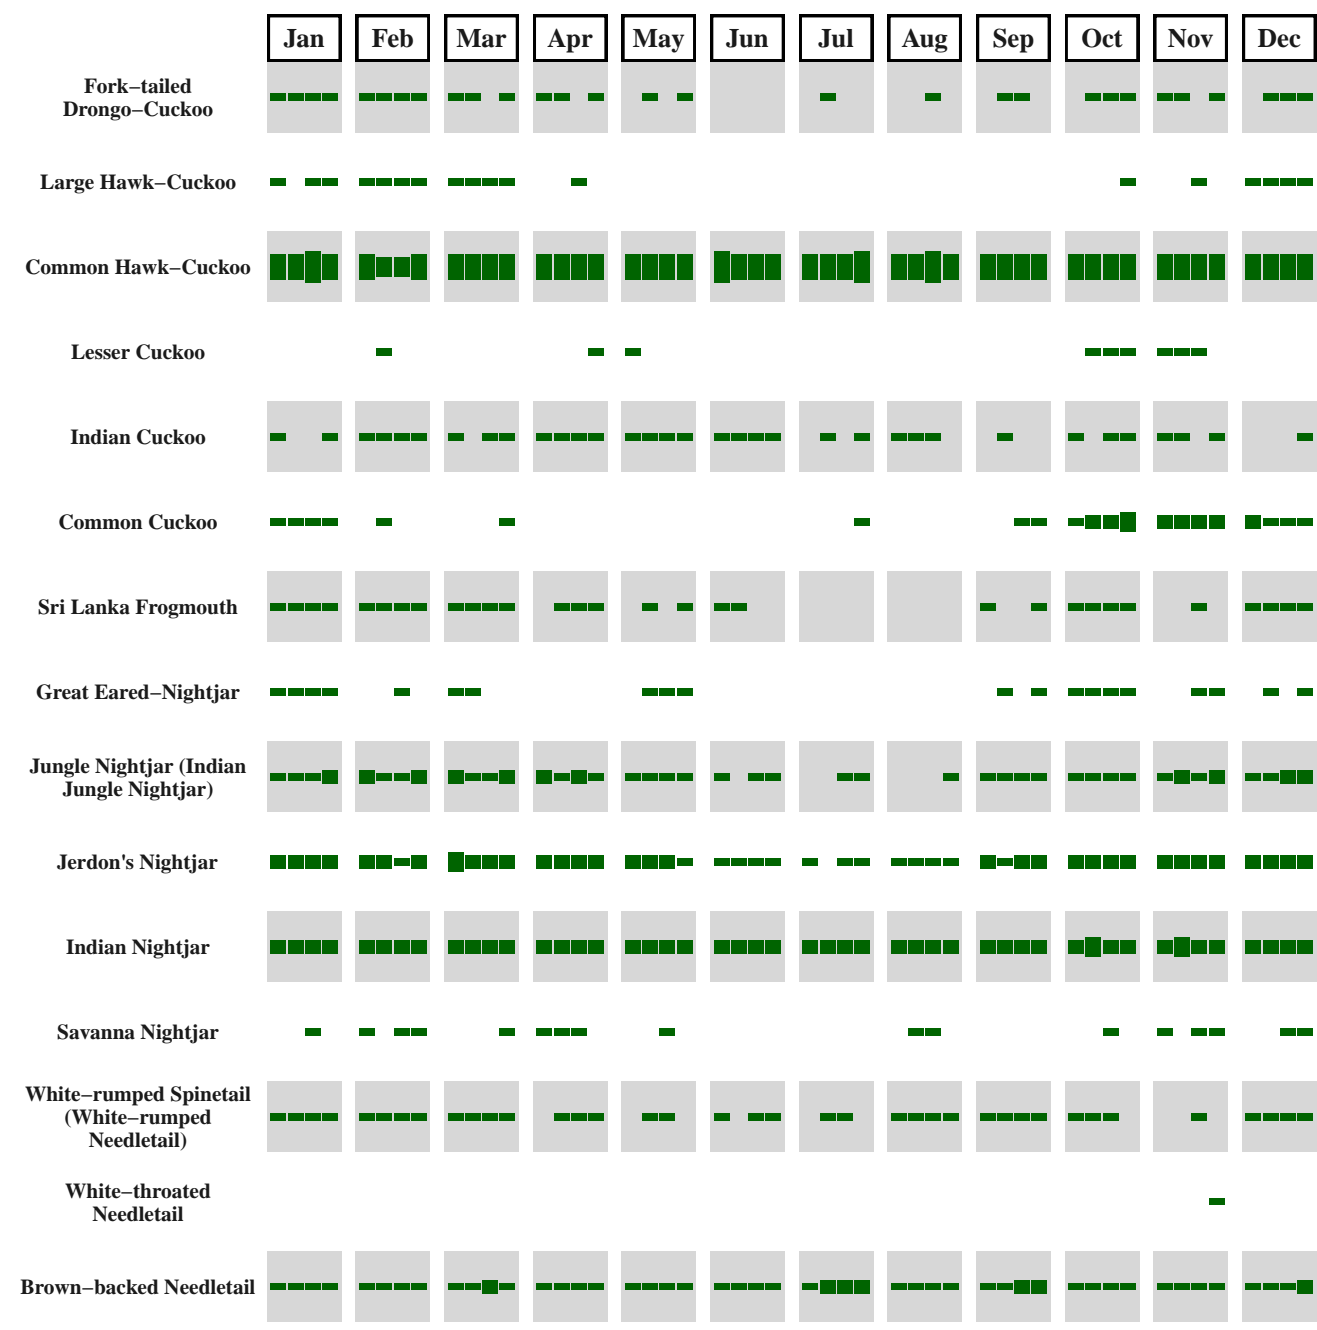 Jan Feb Mar Apr May Jun Jul Aug Sep Oct Nov Dec
Fork−tailed
Drongo−Cuckoo
Large Hawk−Cuckoo
Common Hawk−Cuckoo
Lesser Cuckoo
Indian Cuckoo
Common Cuckoo
Sri Lanka Frogmouth
Great Eared−Nightjar
Jungle Nightjar (Indian
Jungle Nightjar)
Jerdon's Nightjar
Indian Nightjar
Savanna Nightjar
White−rumped Spinetail
(White−rumped
Needletail)
White−throated
Needletail
Brown−backed Needletail